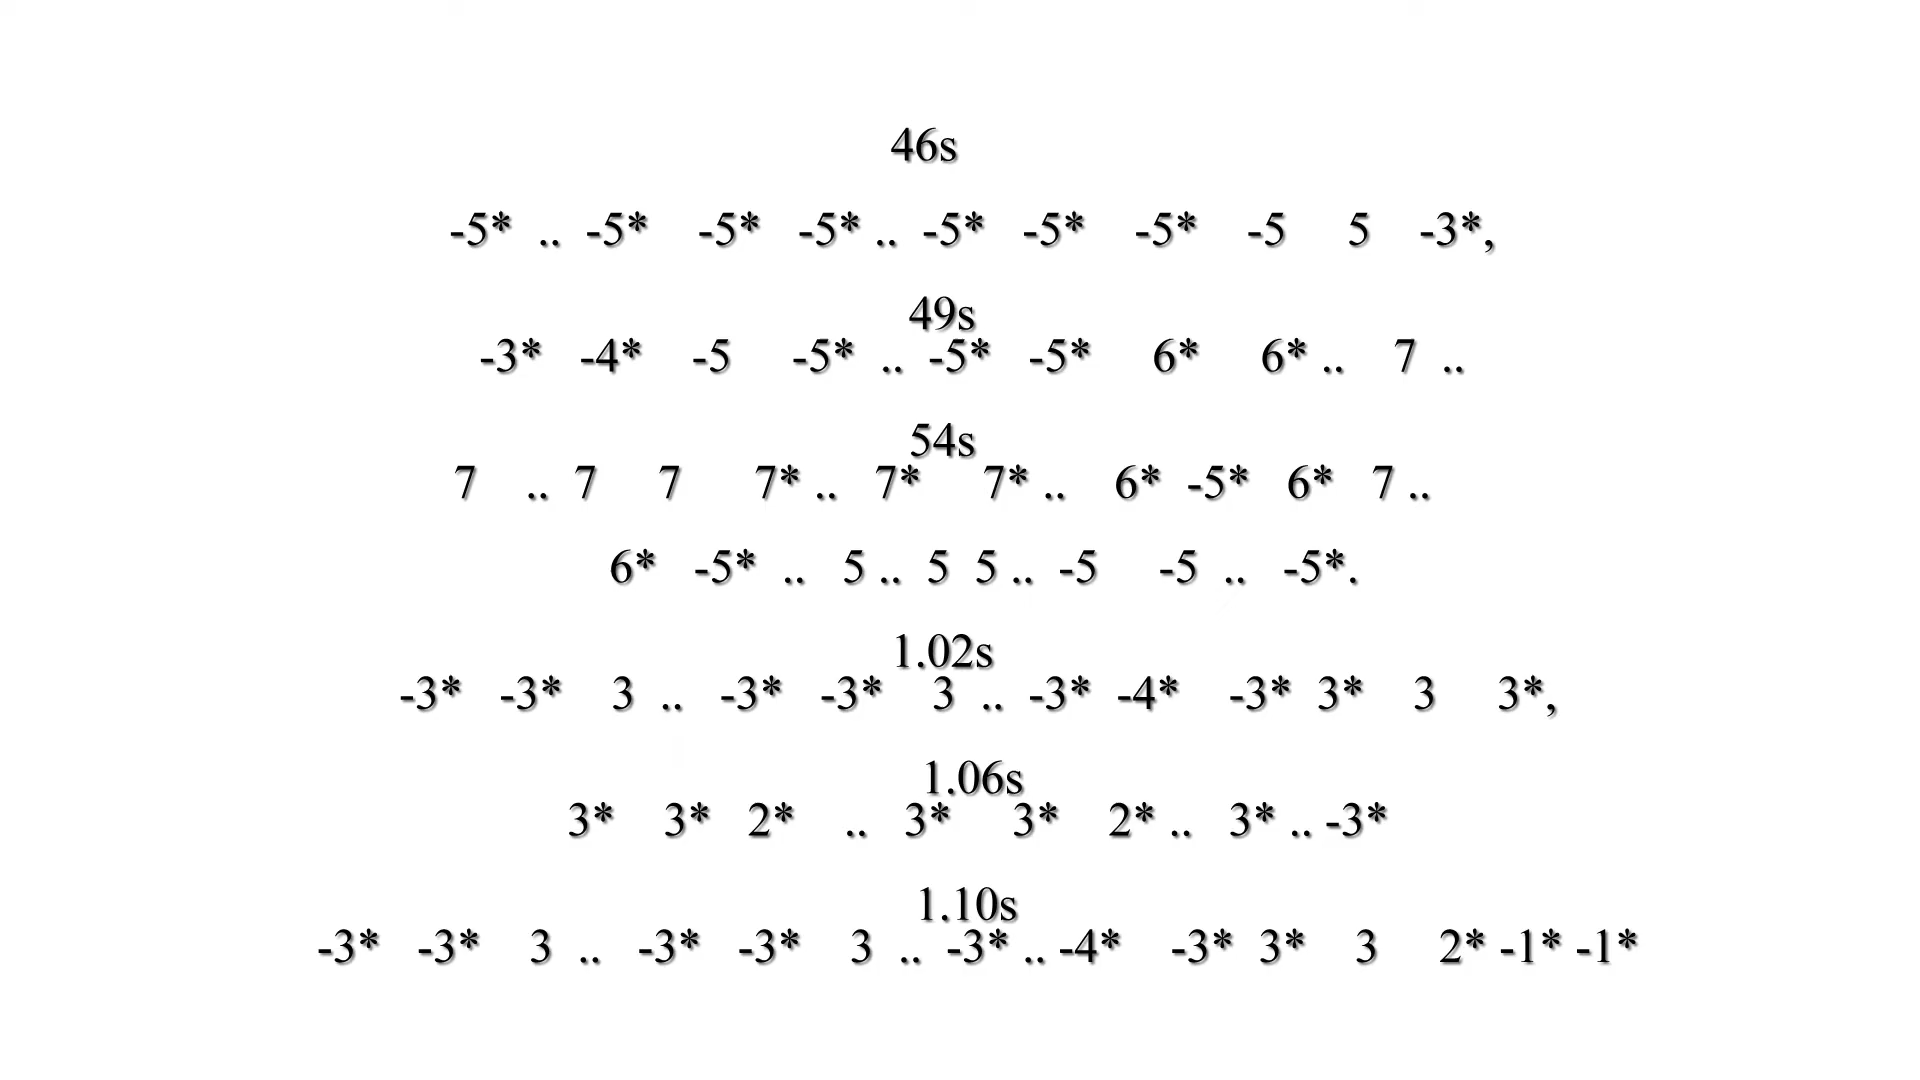 46s
-5* .. -5* -5* -5* .. -5* -5* -5* -5 5 -3*,
49s
-3* -4* -5 -5* .. -5* -5* 6* 6* .. 7 ..
54s
7 .. 7 7 7* .. 7* 7* .. 6* -5* 6* 7 ..
6* -5* .. 5 .. 5 5 .. -5 -5 .. -5*.
1.02s
-3* -3* 3 .. -3* -3* 3 .. -3* -4* -3* 3* 3 3*,
1.06s
3* 3* 2* .. 3* 3* 2* .. 3* .. -3*
1.10s
-3* -3* 3 .. -3* -3* 3 .. -3* .. -4* -3* 3* 3 2* -1* -1*